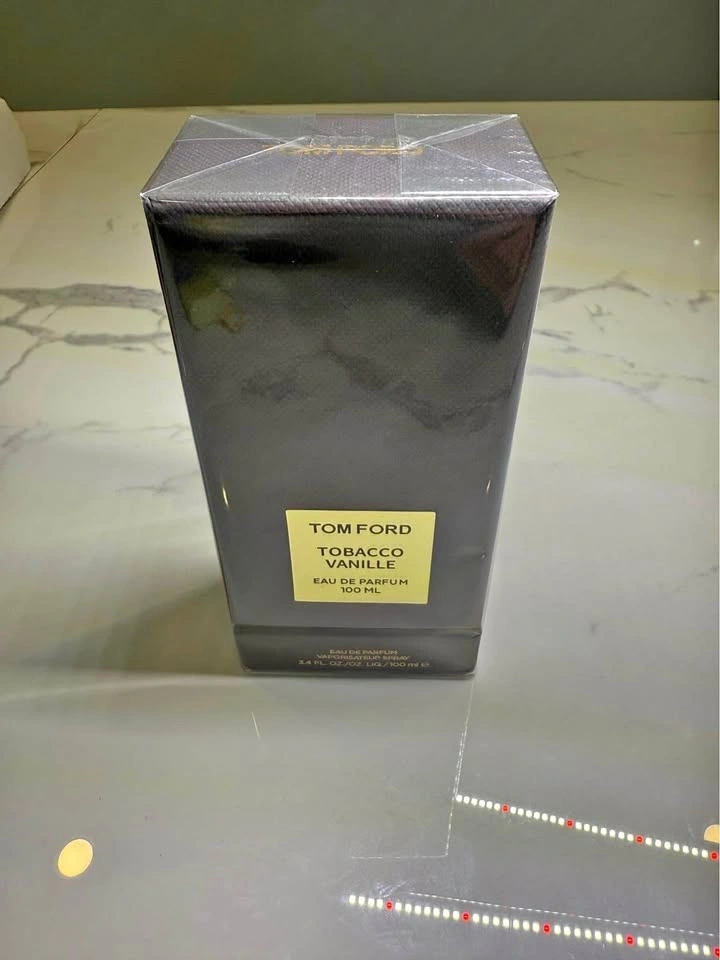 TOM FORD
TOBACCO
VANILLE
EAU DE PARFUM
100 ML
EAU DE PARFUM
VAPORISATEUR SPRAY
3.4 FL. OZ./OZ. LIQ./100 ml ℮